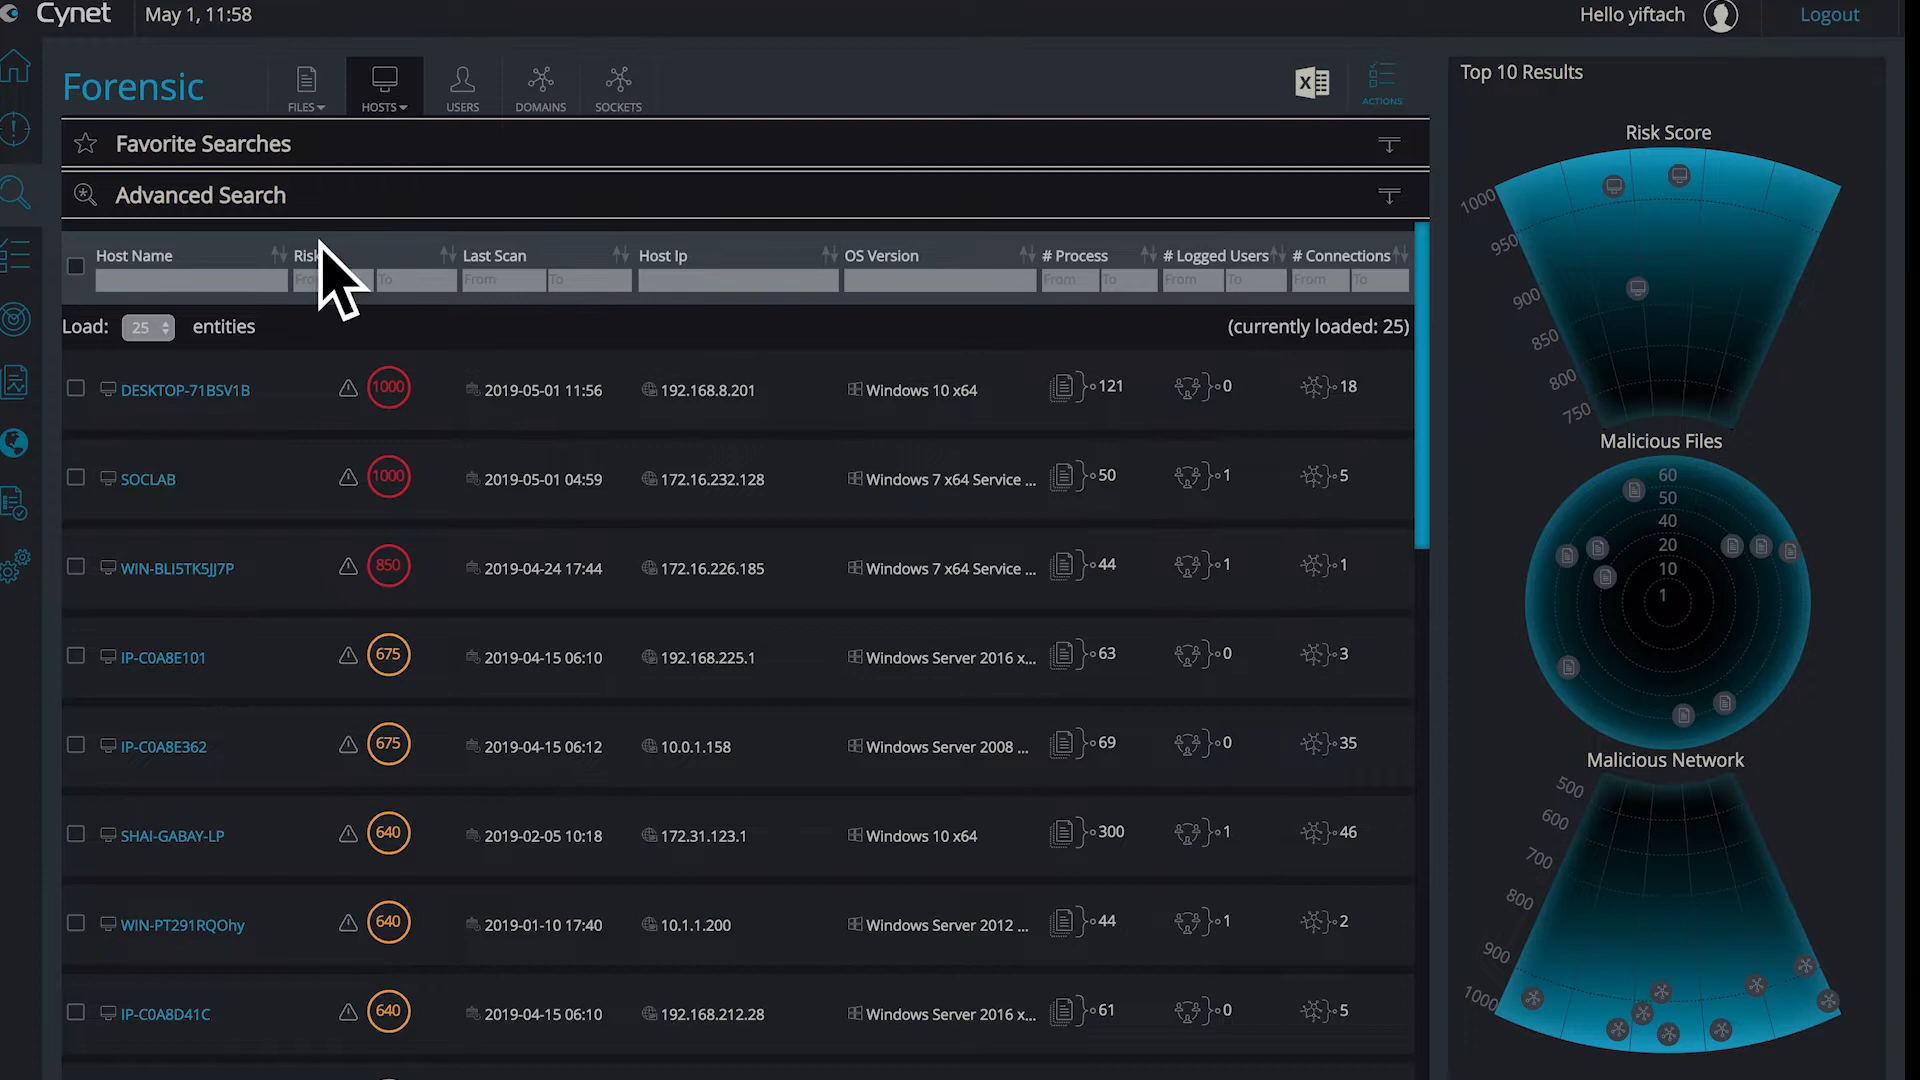 Cynet
May 1, 11:58
Hello yiftach
Logout
Forensic
FILES
HOSTS
USERS
DOMAINS
SOCKETS
ACTIONS
Favorite Searches
Advanced Search
Host Name Last Scan Host Ip OS Version # Process # Logged Users # Connections
To From To From To From To From To
Load: 25 entities (currently loaded: 25)
DESKTOP-71BSV1B 1000 2019-05-01 11:56 192.168.8.201 Windows 10 x64 121 0 18
SOCLAB 1000 2019-05-01 04:59 172.16.232.128 Windows 7 x64 Service ... 50 1 5
WIN-BLI5TK5JJ7P 850 2019-04-24 17:44 172.16.226.185 Windows 7 x64 Service ... 44 1 1
IP-C0A8E101 675 2019-04-15 06:10 192.168.225.1 Windows Server 2016 x... 63 0 3
IP-C0A8E362 675 2019-04-15 06:12 10.0.1.158 Windows Server 2008 ... 69 0 35
SHAI-GABAY-LP 640 2019-02-05 10:18 172.31.123.1 Windows 10 x64 300 1 46
WIN-PT291RQOhy 640 2019-01-10 17:40 10.1.1.200 Windows Server 2012 ... 44 1 2
IP-C0A8D41C 640 2019-04-15 06:10 192.168.212.28 Windows Server 2016 x... 61 0 5
Top 10 Results
Risk Score
1000
950
900
850
800
750
Malicious Files
60
50
40
20
10
1
Malicious Network
500
600
700
800
900
1000